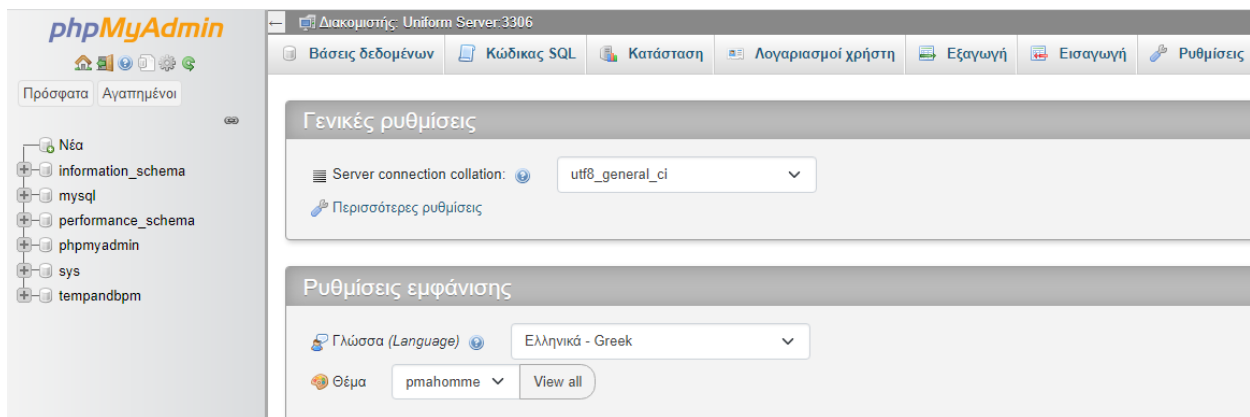 phpMyAdmin
Πρόσφατα Αγαπημένοι
Νέα
information_schema
mysql
performance_schema
phpmyadmin
sys
tempandbpm
Διακομιστής: Uniform Server:3306
Βάσεις δεδομένων Κώδικας SQL Κατάσταση Λογαριασμοί χρήστη Εξαγωγή Εισαγωγή Ρυθμίσεις
Γενικές ρυθμίσεις
Server connection collation: utf8_general_ci
Περισσότερες ρυθμίσεις
Ρυθμίσεις εμφάνισης
Γλώσσα (Language) Ελληνικά - Greek
Θέμα pmahomme View all